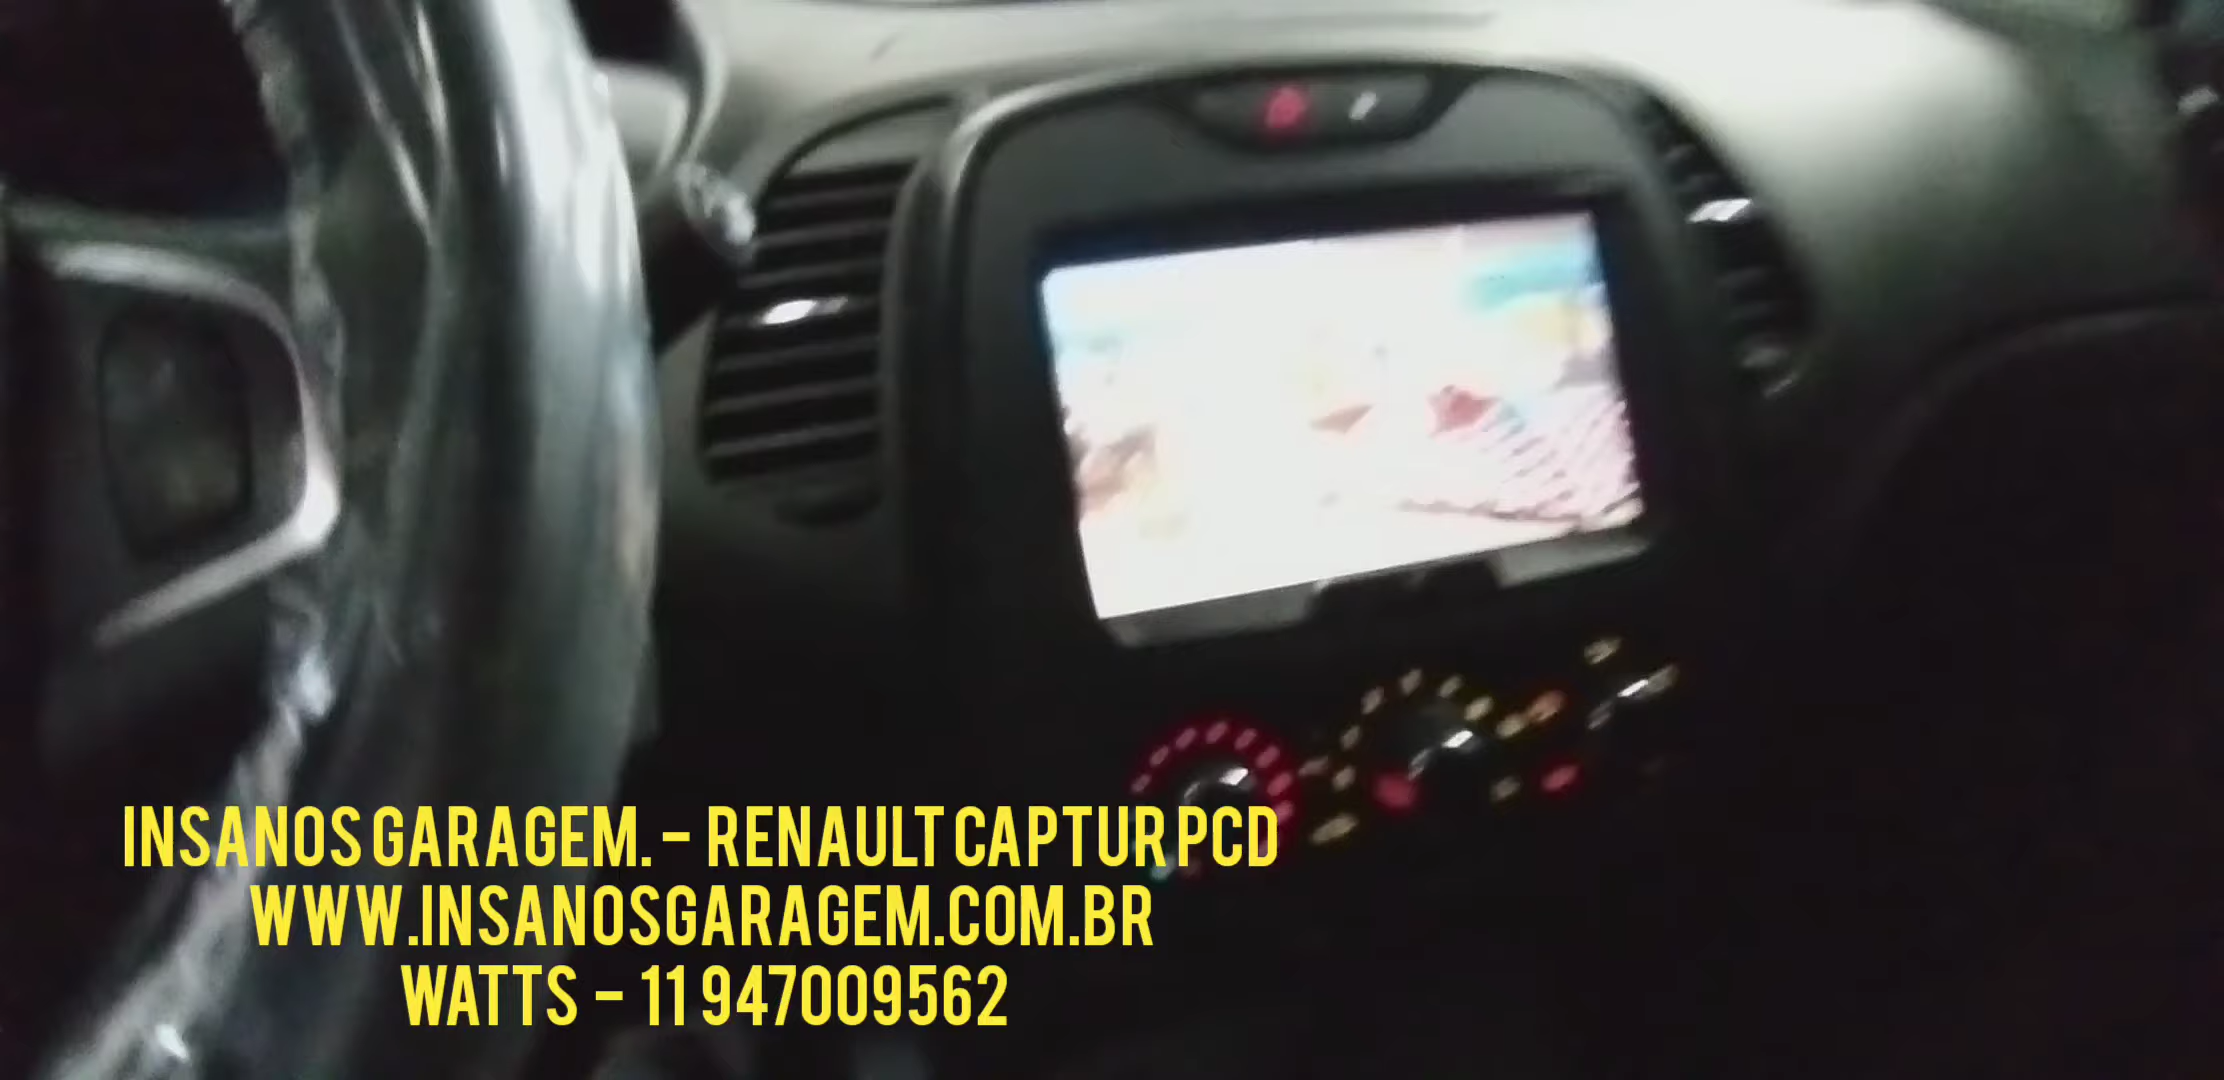 INSANOS GARAGEM. - RENAULT CAPTUR PCD
WWW.INSANOSGARAGEM.COM.BR
WATTS - 11 947009562